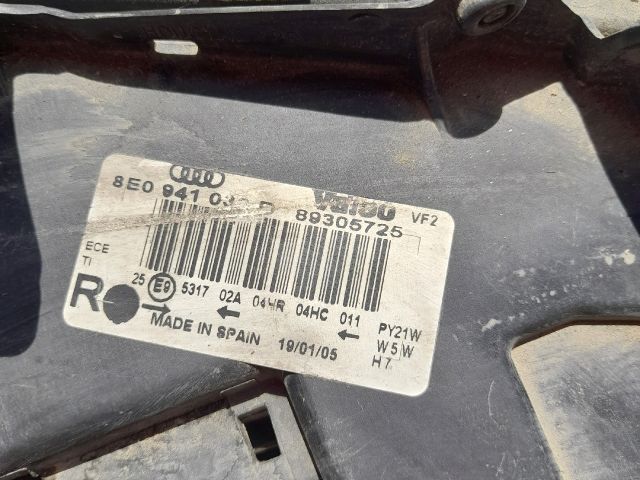 8E0 941 03
Valeo VF2
89305725
ECE
TI
R
25 E9 5317 02A 04HR 04HC 011
PY21W
W5W
H7
MADE IN SPAIN 19/01/05